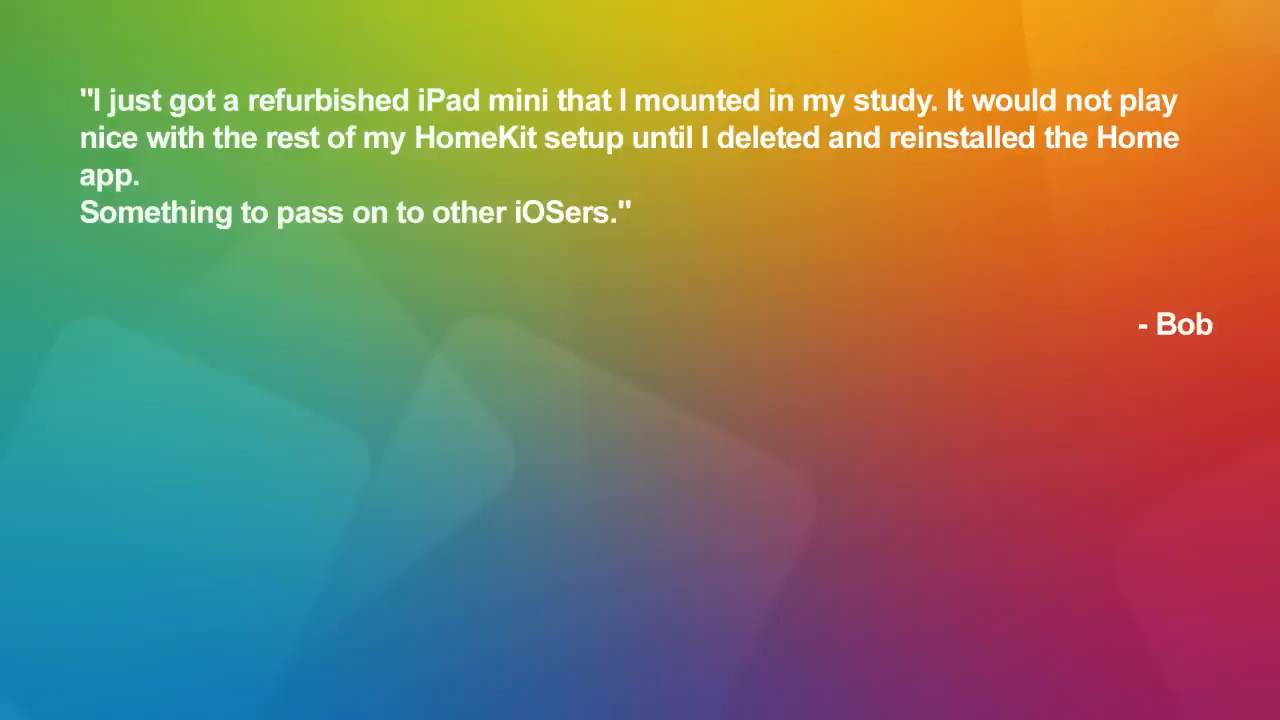 "I just got a refurbished iPad mini that I mounted in my study. It would not play
nice with the rest of my HomeKit setup until I deleted and reinstalled the Home
app.
Something to pass on to other iOSers."
- Bob